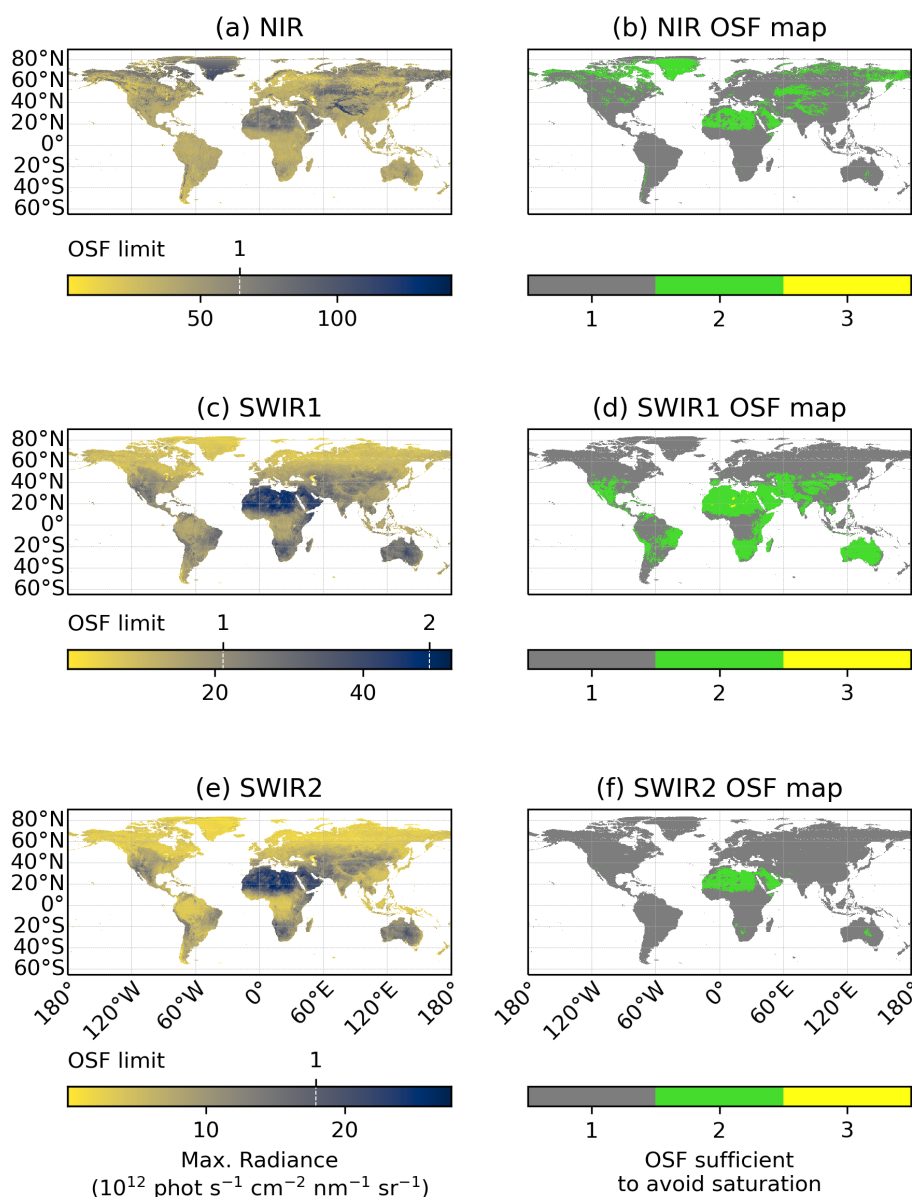 (a) NIR
(b) NIR OSF map
80°N
60°N
40°N
20°N
0°
20°S
40°S
60°S
OSF limit
1
50
100
1
2
3
(c) SWIR1
(d) SWIR1 OSF map
80°N
60°N
40°N
20°N
0°
20°S
40°S
60°S
OSF limit
1
2
20
40
1
2
3
(e) SWIR2
(f) SWIR2 OSF map
80°N
60°N
40°N
20°N
0°
20°S
40°S
60°S
180°
120°W
60°W
0°
60°E
120°E
180°
180°
120°W
60°W
0°
60°E
120°E
180°
OSF limit
1
10
20
1
2
3
Max. Radiance
(10¹² phot s⁻¹ cm⁻² nm⁻¹ sr⁻¹)
OSF sufficient
to avoid saturation